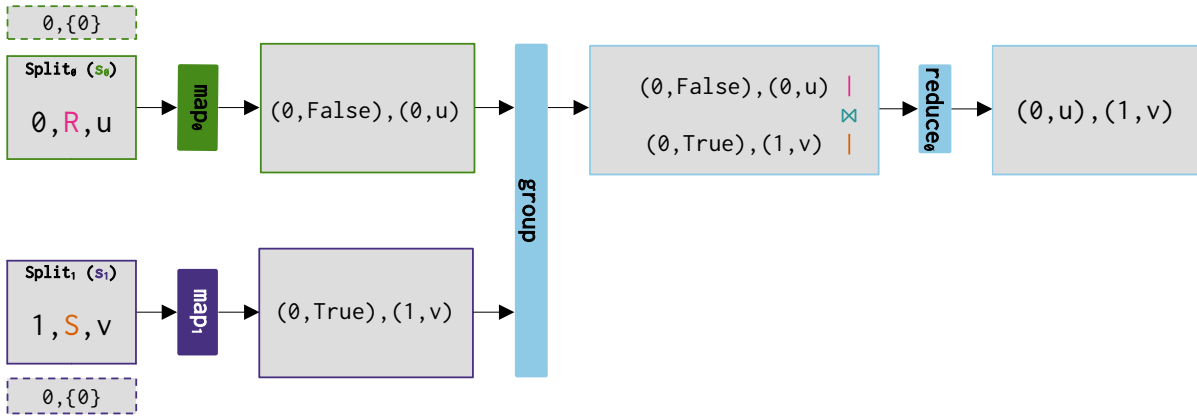 0,{0}
Split₀ (s₀)
0,R,u
map₀
(0,False),(0,u)
group
(0,False),(0,u) |
⋈
(0,True),(1,v) |
reduce₀
(0,u),(1,v)
Split₁ (s₁)
1,S,v
map₁
(0,True),(1,v)
0,{0}